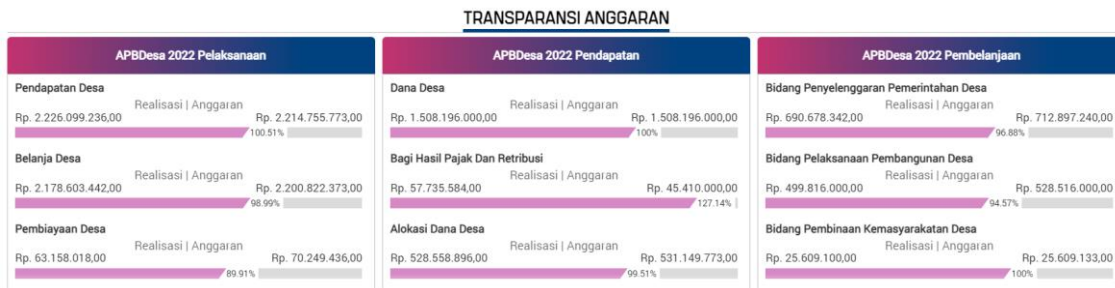 TRANSPARANSI ANGGARAN
APBDesa 2022 Pelaksanaan
Pendapatan Desa
Realisasi | Anggaran
Rp. 2.226.099.236,00 Rp. 2.214.755.773,00
100.51%
Belanja Desa
Realisasi | Anggaran
Rp. 2.178.603.442,00 Rp. 2.200.822.373,00
98.99%
Pembiayaan Desa
Realisasi | Anggaran
Rp. 63.158.018,00 Rp. 70.249.436,00
89.91%
APBDesa 2022 Pendapatan
Dana Desa
Realisasi | Anggaran
Rp. 1.508.196.000,00 Rp. 1.508.196.000,00
100%
Bagi Hasil Pajak Dan Retribusi
Realisasi | Anggaran
Rp. 57.735.584,00 Rp. 45.410.000,00
127.14%
Alokasi Dana Desa
Realisasi | Anggaran
Rp. 528.558.896,00 Rp. 531.149.773,00
99.51%
APBDesa 2022 Pembelanjaan
Bidang Penyelenggaran Pemerintahan Desa
Realisasi | Anggaran
Rp. 690.678.342,00 Rp. 712.897.240,00
96.88%
Bidang Pelaksanaan Pembangunan Desa
Realisasi | Anggaran
Rp. 499.816.000,00 Rp. 528.516.000,00
94.57%
Bidang Pembinaan Kemasyarakatan Desa
Realisasi | Anggaran
Rp. 25.609.100,00 Rp. 25.609.133,00
100%